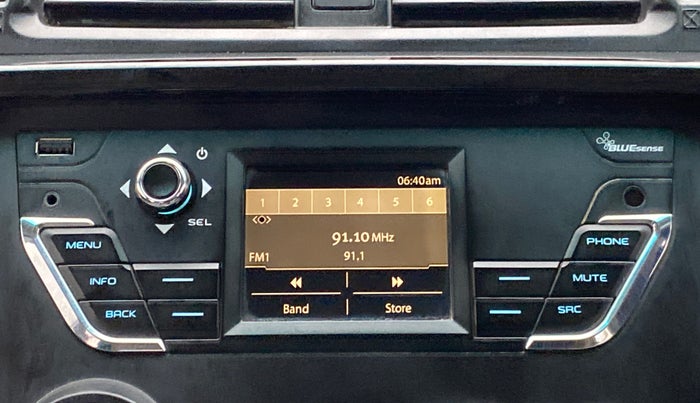 BLUESENSE
SEL
06:40am
1 2 3 4 5 6
91.10 MHz
FM1 91,1
Band Store
MENU
INFO
BACK
PHONE
MUTE
SRC